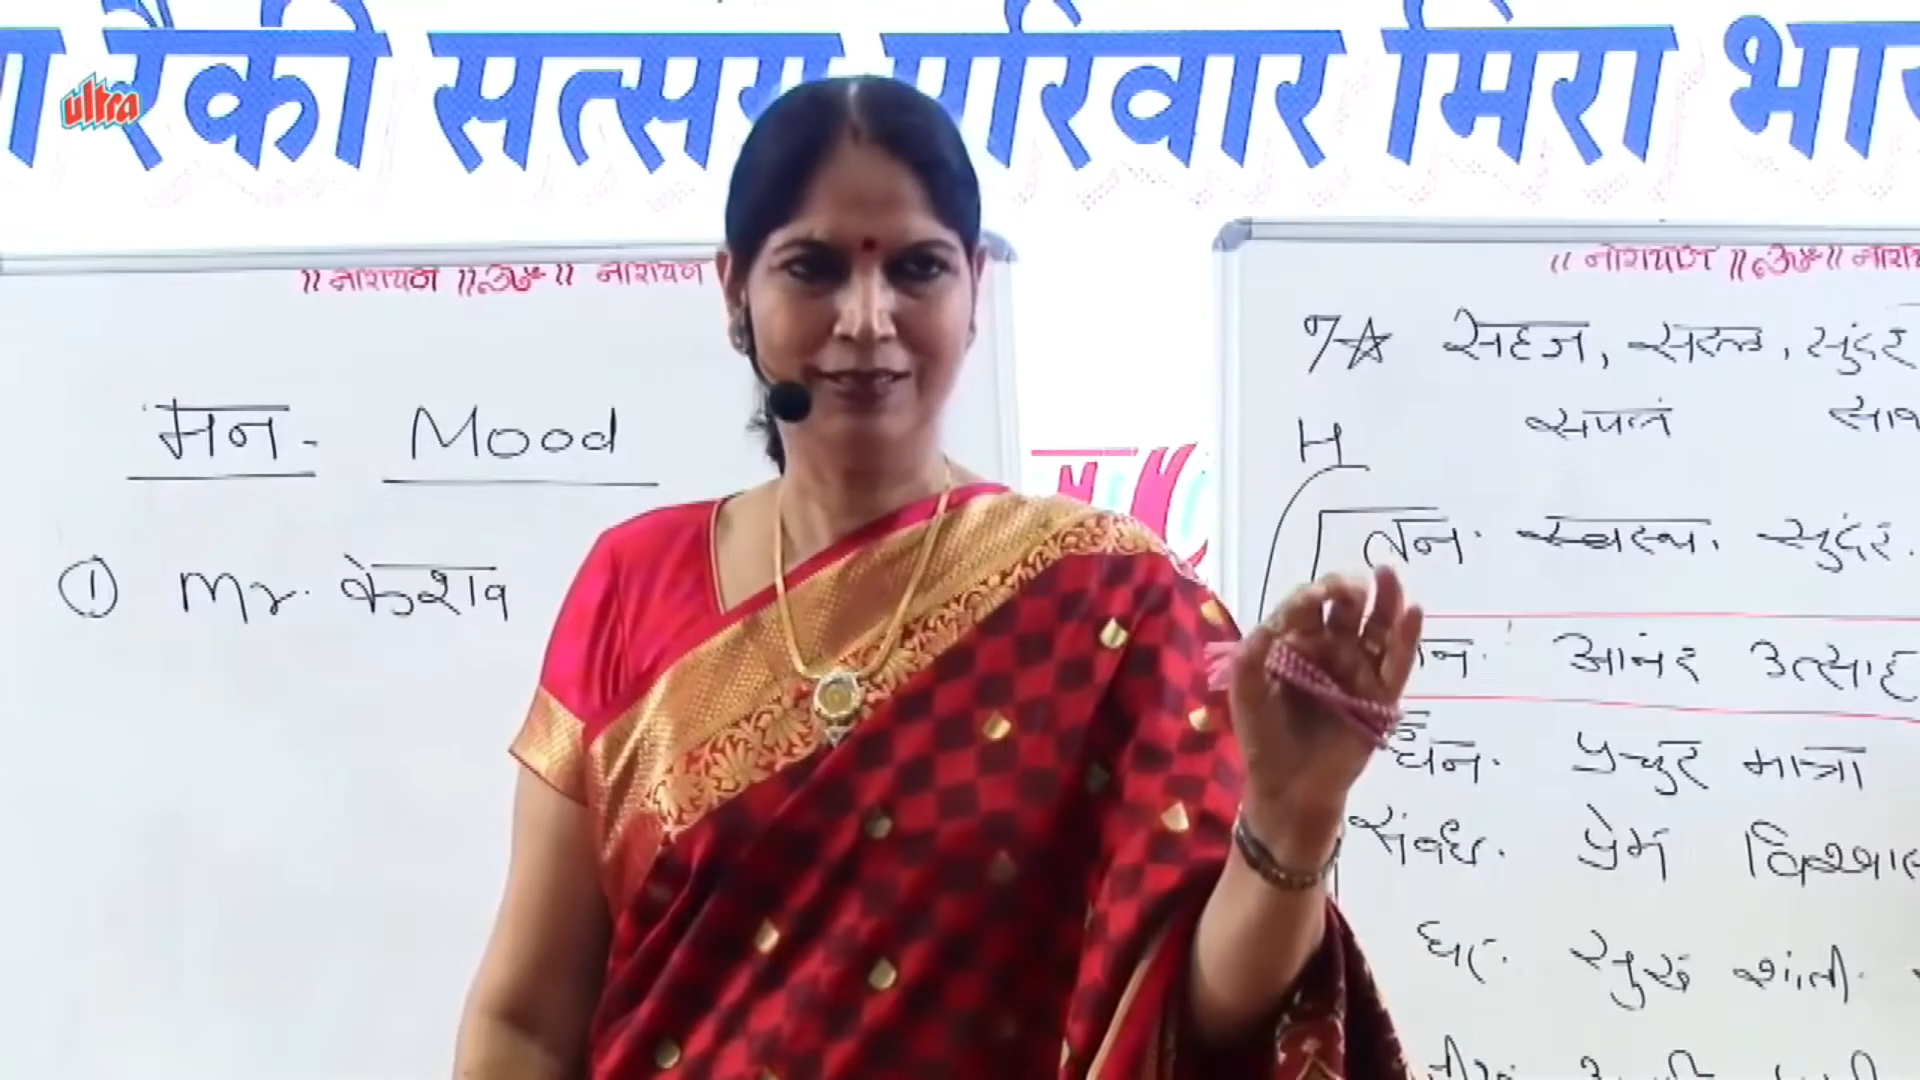 रैकी सत्संग परिवार मिरा
ultra
।। नारायण ।। ॐ ।। नारायण
मन - Mood
① Mr. केशव
।। नारायण ।। ॐ ।।
7☆ सहज, सरल, सुंदर
सफल
H
तन. स्वस्थ. सुंदर.
आनंद उत्साह
धन. प्रचुर मात्रा
संबंध. प्रेम विश्वास
घर. सुख शांती.